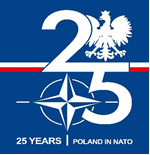 25
25 YEARS | POLAND IN NATO